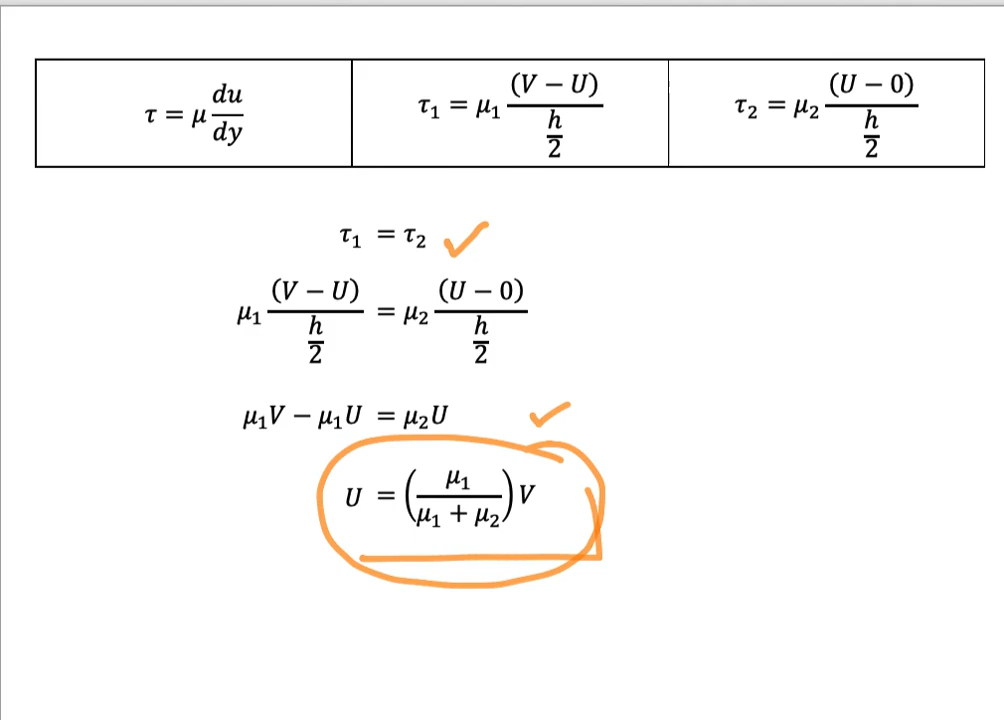 τ = μ du/dy    τ₁ = μ₁ (V − U)/(h/2)    τ₂ = μ₂ (U − 0)/(h/2)
τ₁ = τ₂ ✓
μ₁ (V − U)/(h/2) = μ₂ (U − 0)/(h/2)
μ₁V − μ₁U = μ₂U ✓
U = (μ₁/(μ₁ + μ₂)) V